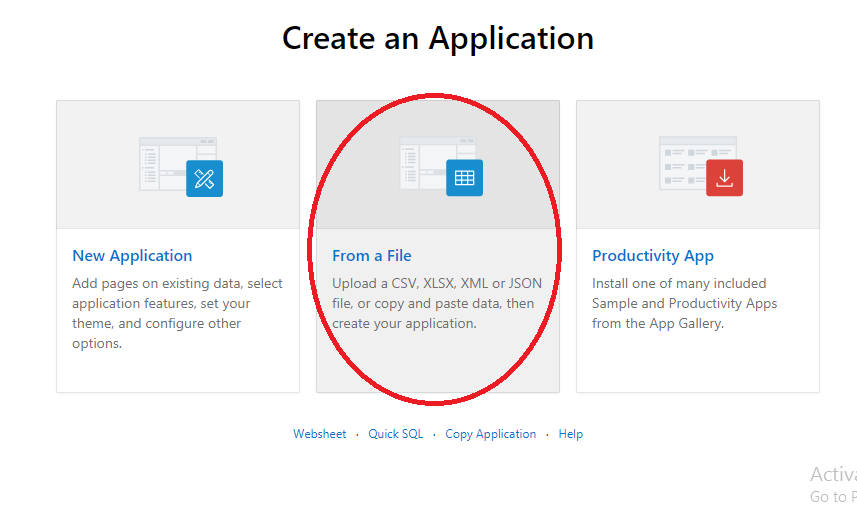 Create an Application
New Application
Add pages on existing data, select
application features, set your
theme, and configure other
options.
From a File
Upload a CSV, XLSX, XML or JSON
file, or copy and paste data, then
create your application.
Productivity App
Install one of many included
Sample and Productivity Apps
from the App Gallery.
Websheet · Quick SQL · Copy Application · Help
Activa
Go to P